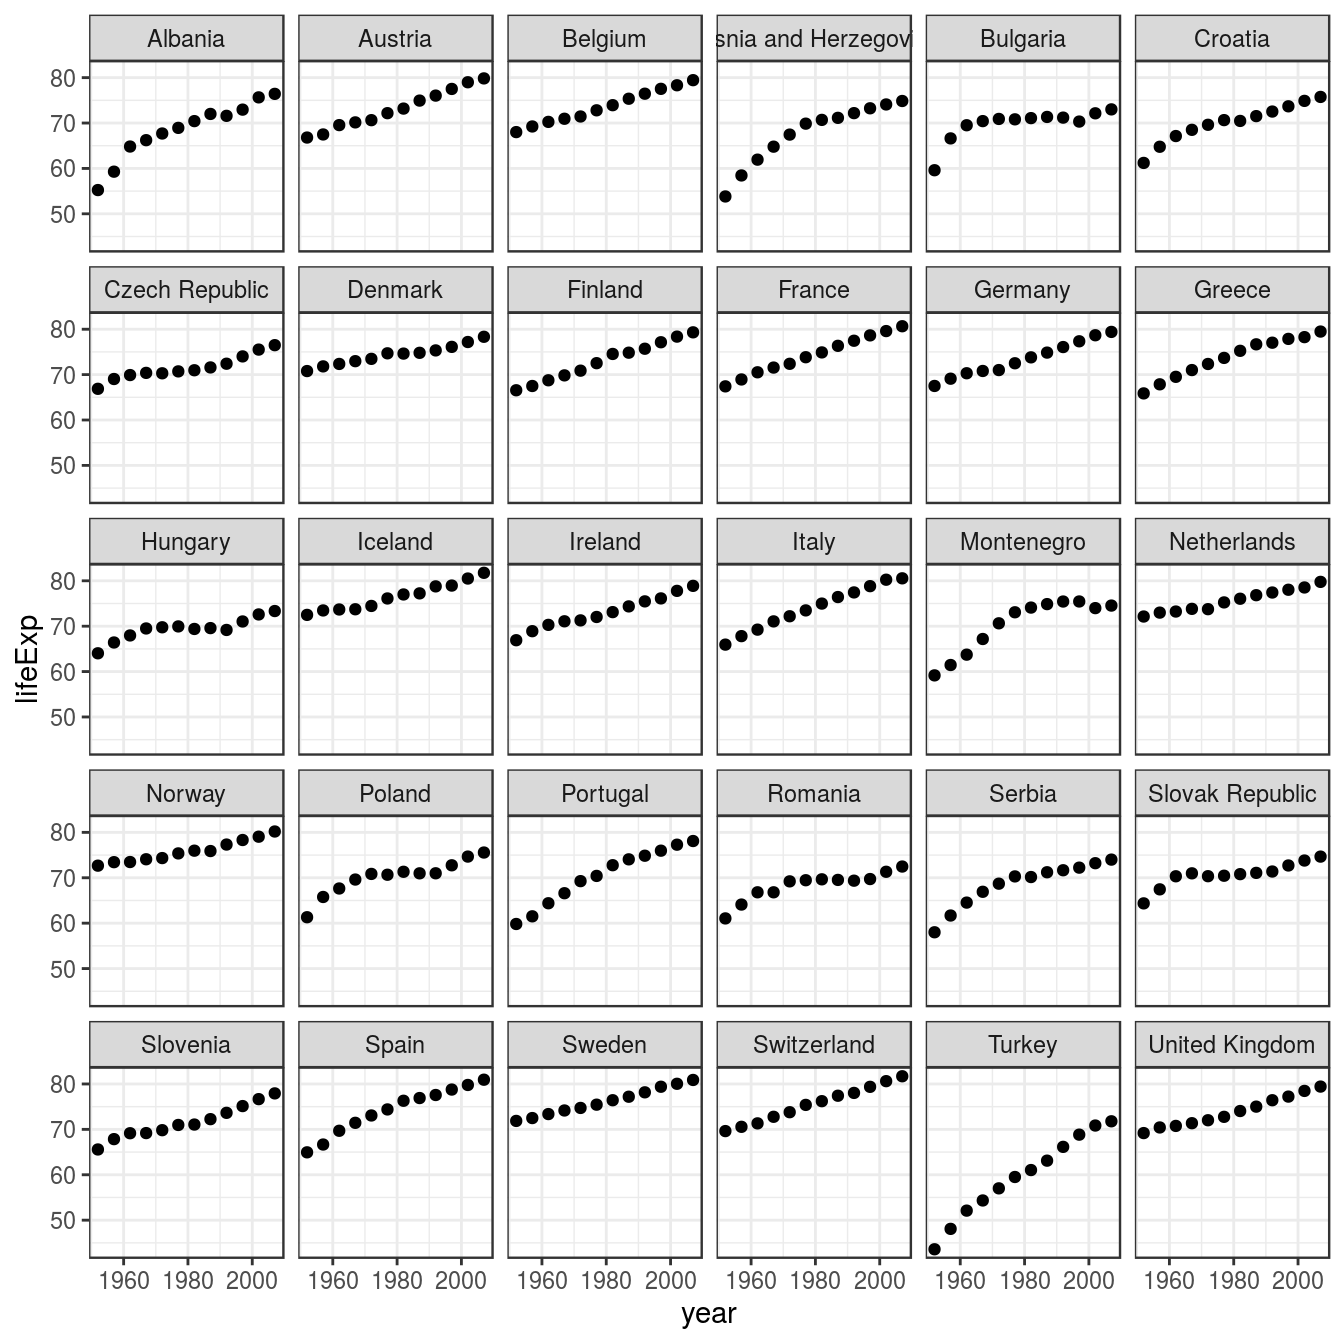 Albania Austria Belgium snia and Herzegovi Bulgaria Croatia
80
70
60
50
Czech Republic Denmark Finland France Germany Greece
80
70
60
50
Hungary Iceland Ireland Italy Montenegro Netherlands
80
70
60
50
lifeExp
Norway Poland Portugal Romania Serbia Slovak Republic
80
70
60
50
Slovenia Spain Sweden Switzerland Turkey United Kingdom
80
70
60
50
1960 1980 2000 1960 1980 2000 1960 1980 2000 1960 1980 2000 1960 1980 2000 1960 1980 2000
year